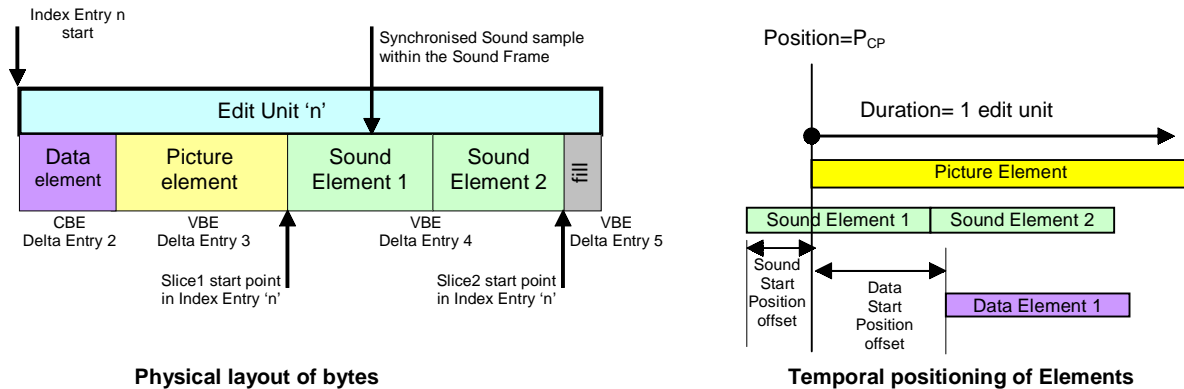 Index Entry n
start
Synchronised Sound sample
within the Sound Frame
Edit Unit ‘n’
Data
element
Picture
element
Sound
Element 1
Sound
Element 2
fill
CBE
Delta Entry 2
VBE
Delta Entry 3
VBE
Delta Entry 4
VBE
Delta Entry 5
Slice1 start point
in Index Entry ‘n’
Slice2 start point
in Index Entry ‘n’
Physical layout of bytes
Position=PCP
Duration= 1 edit unit
Picture Element
Sound Element 1
Sound Element 2
Sound
Start
Position
offset
Data
Start
Position
offset
Data Element 1
Temporal positioning of Elements